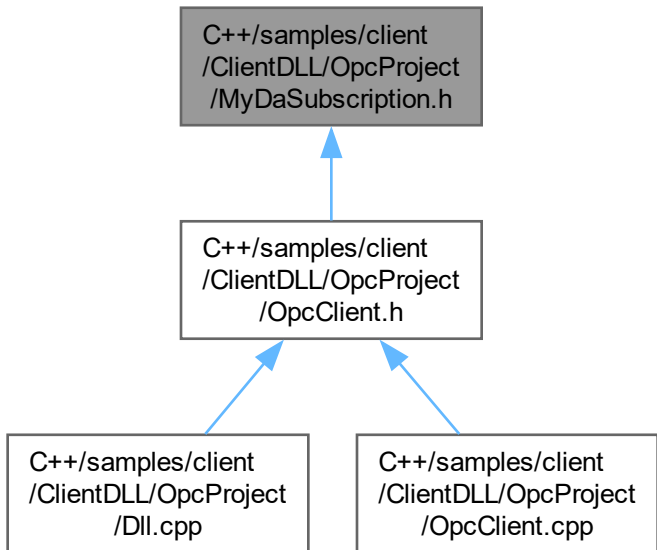 C++/samples/client
/ClientDLL/OpcProject
/MyDaSubscription.h
C++/samples/client
/ClientDLL/OpcProject
/OpcClient.h
C++/samples/client
/ClientDLL/OpcProject
/Dll.cpp
C++/samples/client
/ClientDLL/OpcProject
/OpcClient.cpp